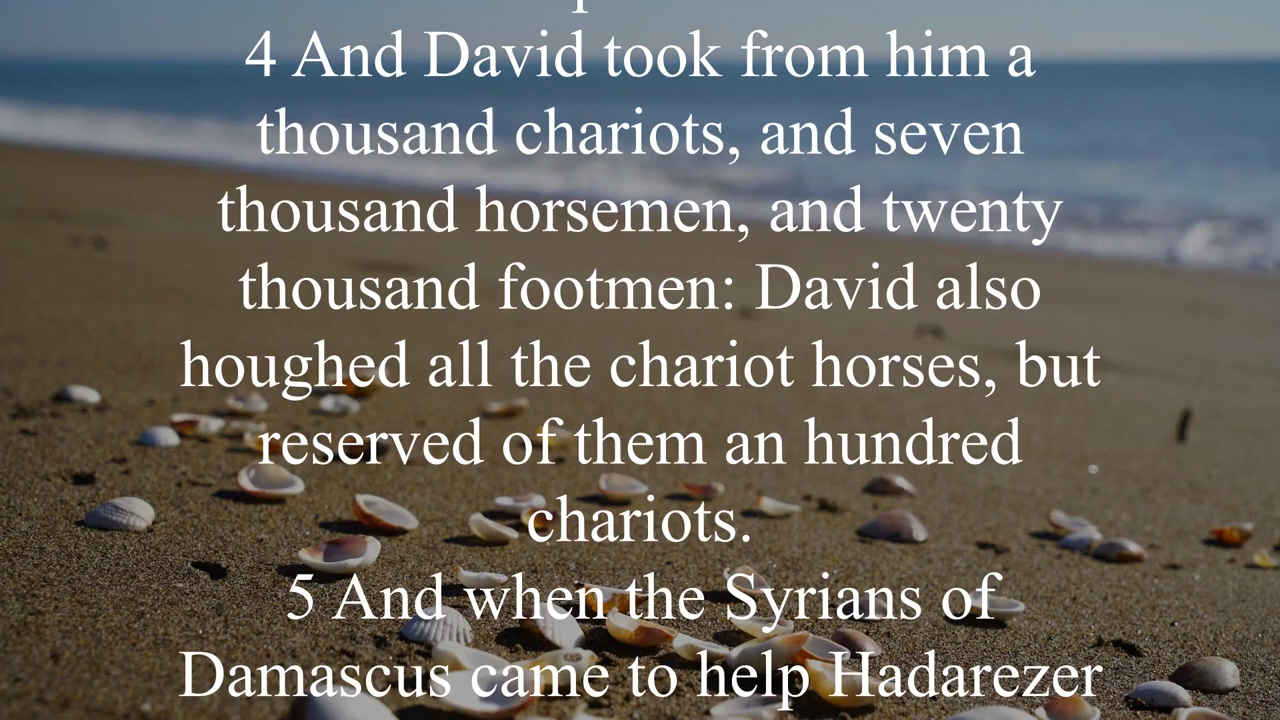 4 And David took from him a
thousand chariots, and seven
thousand horsemen, and twenty
thousand footmen: David also
houghed all the chariot horses, but
reserved of them an hundred
chariots.
5 And when the Syrians of
Damascus came to help Hadarezer